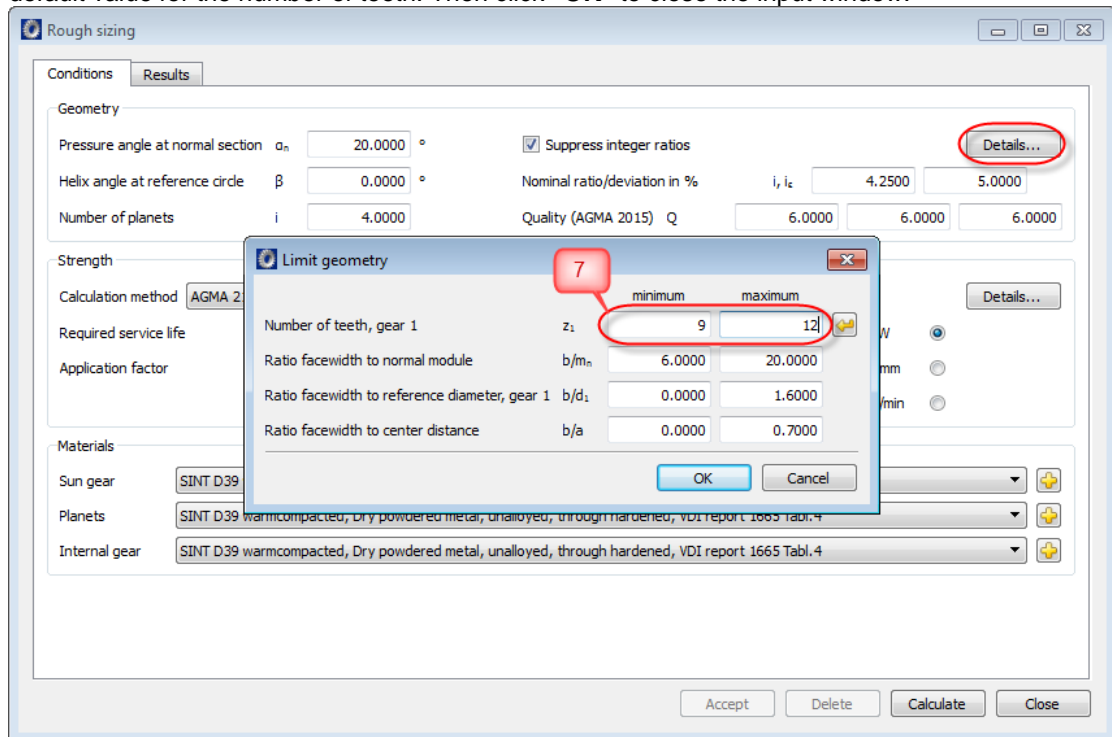 Rough sizing
Conditions Results
Geometry
Pressure angle at normal section αₙ 20.0000 ° Suppress integer ratios Details...
Helix angle at reference circle β 0.0000 ° Nominal ratio/deviation in % i, iε 4.2500 5.0000
Number of planets i 4.0000 Quality (AGMA 2015) Q 6.0000 6.0000 6.0000
Strength
Calculation method AGMA 2 Details...
Required service life
Application factor mm
/min
Limit geometry
7
minimum maximum
Number of teeth, gear 1 z₁ 9 12
Ratio facewidth to normal module b/mₙ 6.0000 20.0000
Ratio facewidth to reference diameter, gear 1 b/d₁ 0.0000 1.6000
Ratio facewidth to center distance b/a 0.0000 0.7000
OK Cancel
Materials
Sun gear SINT D39
Planets SINT D39 warmcompacted, Dry powdered metal, unalloyed, through hardened, VDI report 1665 Tabl.4
Internal gear SINT D39 warmcompacted, Dry powdered metal, unalloyed, through hardened, VDI report 1665 Tabl.4
Accept Delete Calculate Close